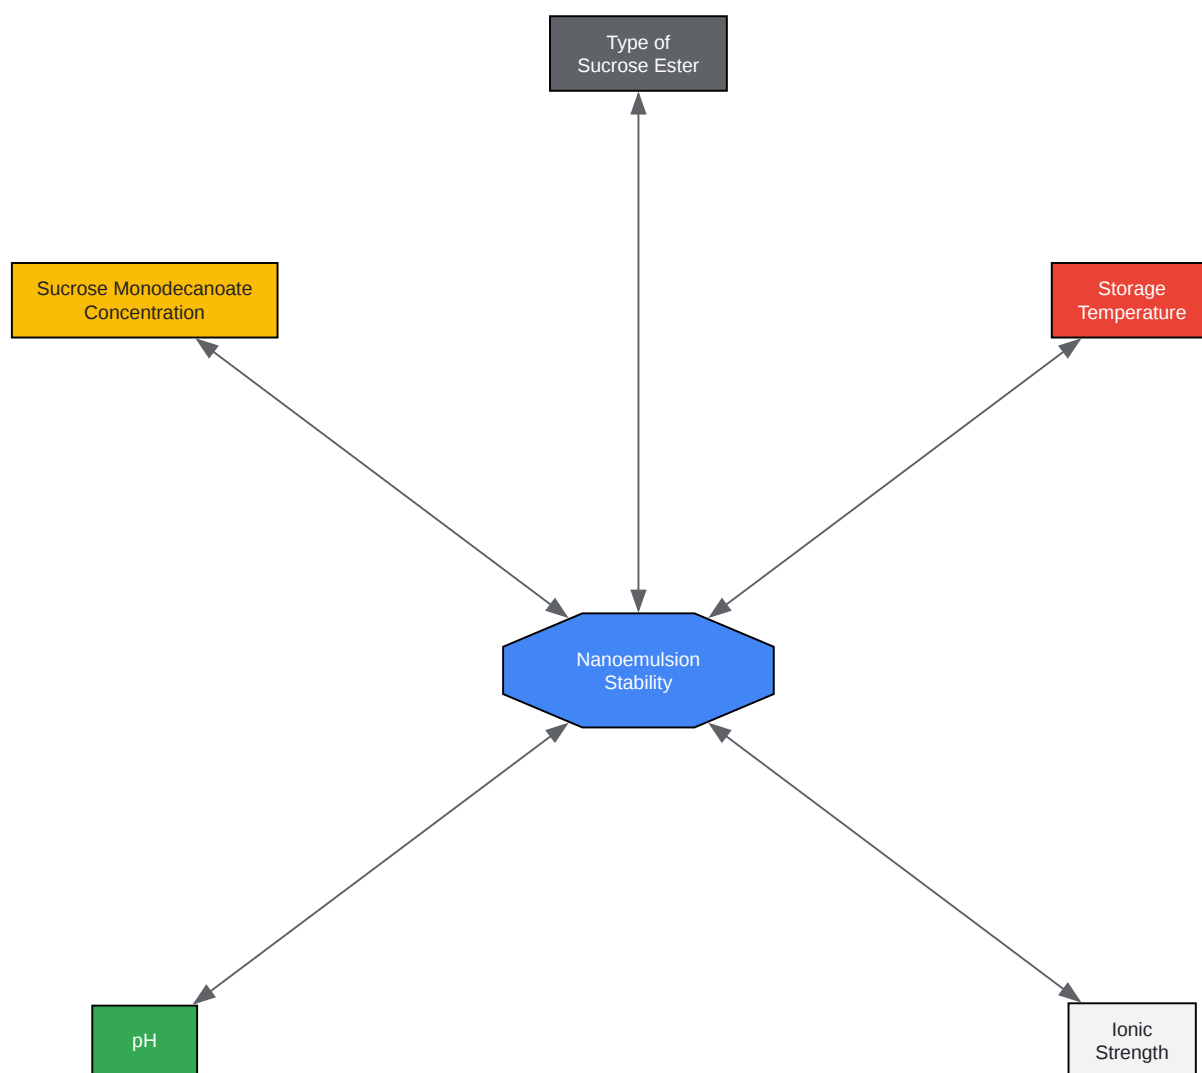 Type of
Sucrose Ester
Sucrose Monodecanoate
Concentration
Storage
Temperature
Nanoemulsion
Stability
pH
Ionic
Strength